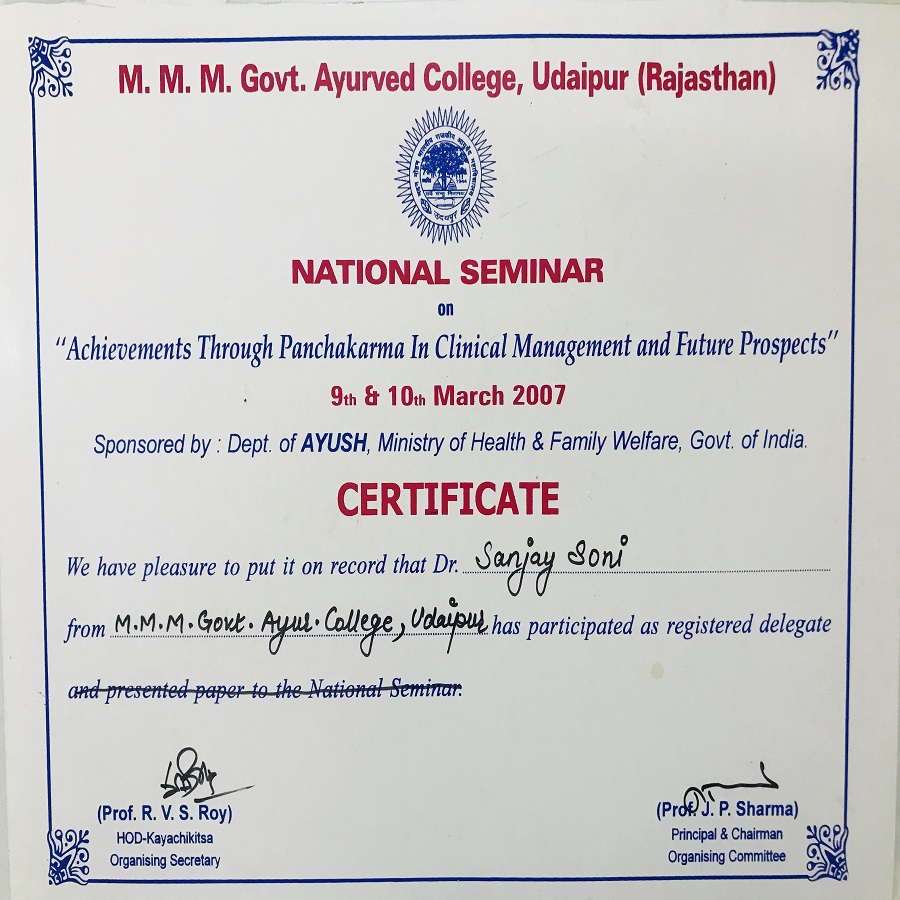 M. M. M. Govt. Ayurved College, Udaipur (Rajasthan)
NATIONAL SEMINAR
on
"Achievements Through Panchakarma In Clinical Management and Future Prospects"
9th & 10th March 2007
Sponsored by : Dept. of AYUSH, Ministry of Health & Family Welfare, Govt. of India.
CERTIFICATE
We have pleasure to put it on record that Dr. Sanjay Soni
from M.M.M. Govt. Ayur. College, Udaipur has participated as registered delegate
and presented paper to the National Seminar.
(Prof. R. V. S. Roy)
HOD-Kayachikitsa
Organising Secretary
(Prof. J. P. Sharma)
Principal & Chairman
Organising Committee